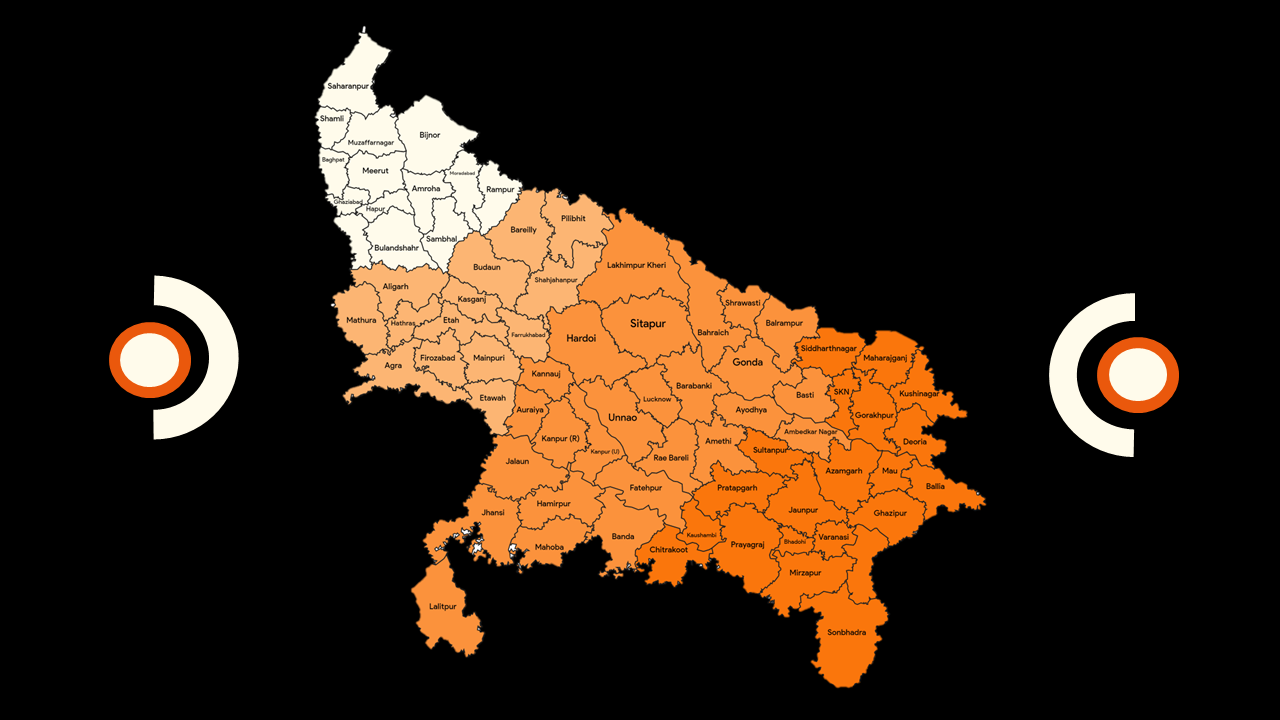 Saharanpur
Shamli
Bijnor
Muzaffarnagar
Baghpat
Meerut
Moradabad
Amroha
Rampur
Ghaziabad
Hapur
Pilibhit
Bareilly
Sambhal
Bulandshahr
Lakhimpur Kheri
Budaun
Shahjahanpur
Aligarh
Kasganj
Shrawasti
Mathura
Hathras
Etah
Sitapur
Balrampur
Bahraich
Farrukhabad
Hardoi
Siddharthnagar
Firozabad
Mainpuri
Maharajganj
Agra
Gonda
Kannauj
Barabanki
SKN
Kushinagar
Basti
Etawah
Lucknow
Auraiya
Ayodhya
Gorakhpur
Unnao
Ambedkar Nagar
Kanpur (R)
Amethi
Deoria
Kanpur (U)
Sultanpur
Rae Bareli
Jalaun
Azamgarh
Mau
Fatehpur
Pratapgarh
Ballia
Hamirpur
Jhansi
Jaunpur
Ghazipur
Kaushambi
Banda
Varanasi
Bhadohi
Prayagraj
Mahoba
Chitrakoot
Mirzapur
Lalitpur
Sonbhadra